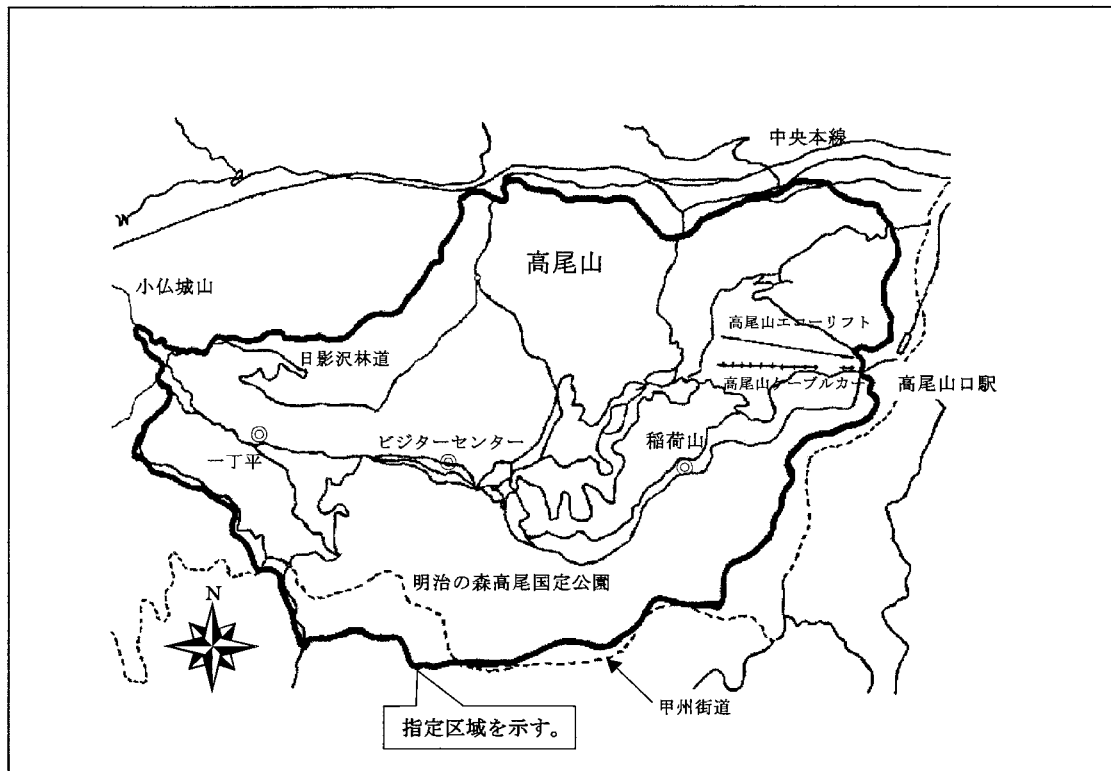 中央本線
高尾山
小仏城山
高尾山エコーリフト
日影沢林道
高尾山ケーブルカー
高尾山口駅
ビジターセンター
稲荷山
一丁平
明治の森高尾国定公園
N
甲州街道
指定区域を示す。